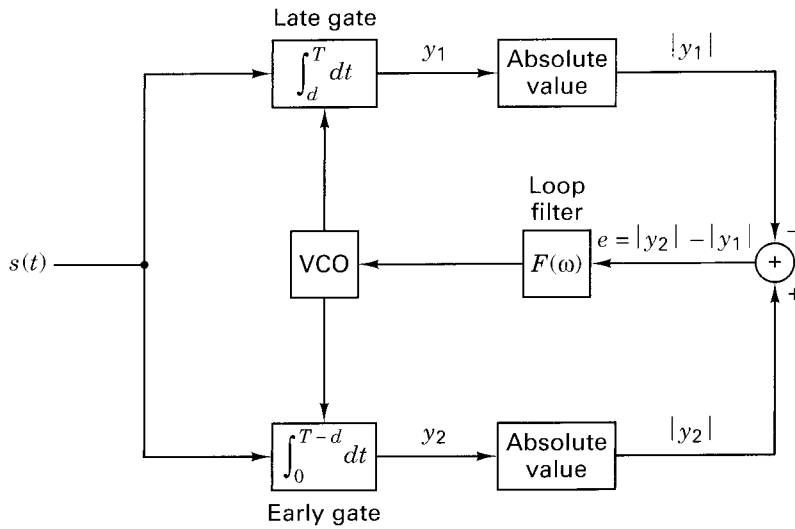 Late gate
∫_d^T dt
y₁
Absolute
value
|y₁|
−
Loop
filter
s(t)
VCO
F(ω)
e = |y₂| − |y₁|
+
+
∫_0^{T−d} dt
y₂
Absolute
value
|y₂|
Early gate